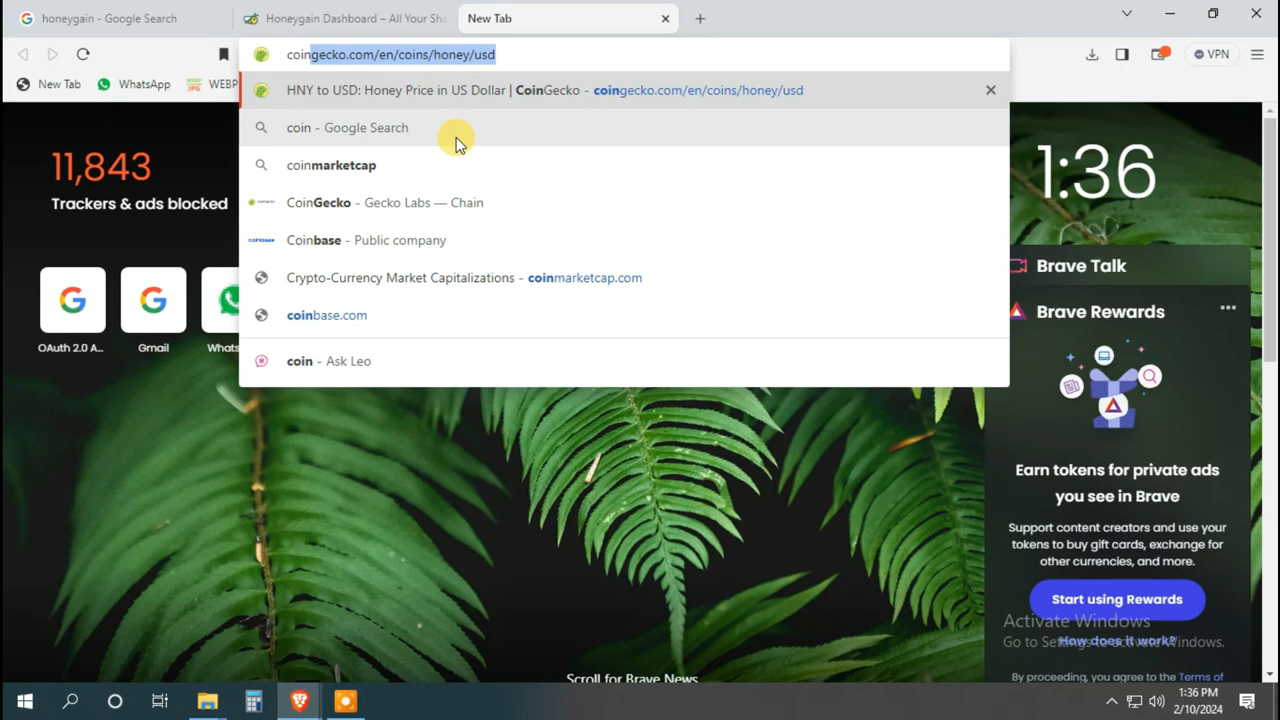 honeygain - Google Search
Honeygain Dashboard – All Your Sha
New Tab
coingecko.com/en/coins/honey/usd
VPN
New Tab
WhatsApp
WEBP
HNY to USD: Honey Price in US Dollar | CoinGecko - coingecko.com/en/coins/honey/usd
coin - Google Search
coinmarketcap
CoinGecko - Gecko Labs — Chain
Coinbase - Public company
Crypto-Currency Market Capitalizations - coinmarketcap.com
coinbase.com
coin - Ask Leo
11,843
Trackers & ads blocked
1:36
OAuth 2.0 A...
Gmail
Whats
Brave Talk
Brave Rewards
Earn tokens for private ads
you see in Brave
Support content creators and use your
tokens to buy gift cards, exchange for
other currencies, and more.
Start using Rewards
How does it work?
By proceeding, you agree to the Terms of
Activate Windows
Go to Settings to activate Windows.
Scroll for Brave News
1:36 PM
2/10/2024